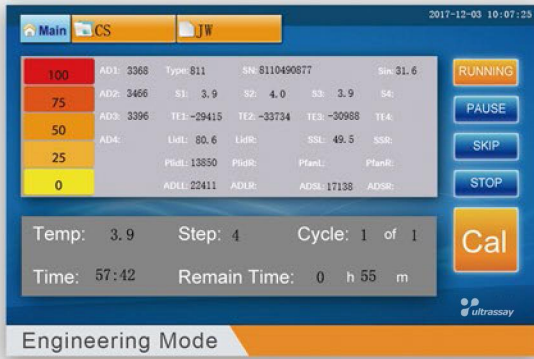 2017-12-03 10:07:25
Main CS JW
100 AD1: 3368 Type: 811 SN: 8110490877 Sin: 31.6 RUNNING
75 AD2: 3466 S1: 3.9 S2: 4.0 S3: 3.9 S4: PAUSE
50 AD3: 3396 TE1: -29415 TE2: -33734 TE3: -30988 TE4:
25 AD4: LidL: 80.6 LidR: SSL: 49.5 SSR: SKIP
PlidL: 13850 PlidR: PfanL: PfanR:
0 ADLL: 22411 ADLR: ADSL: 17138 ADSR: STOP
Temp: 3.9 Step: 4 Cycle: 1 of 1
Cal
Time: 57:42 Remain Time: 0 h 55 m
ultrassay
Engineering Mode